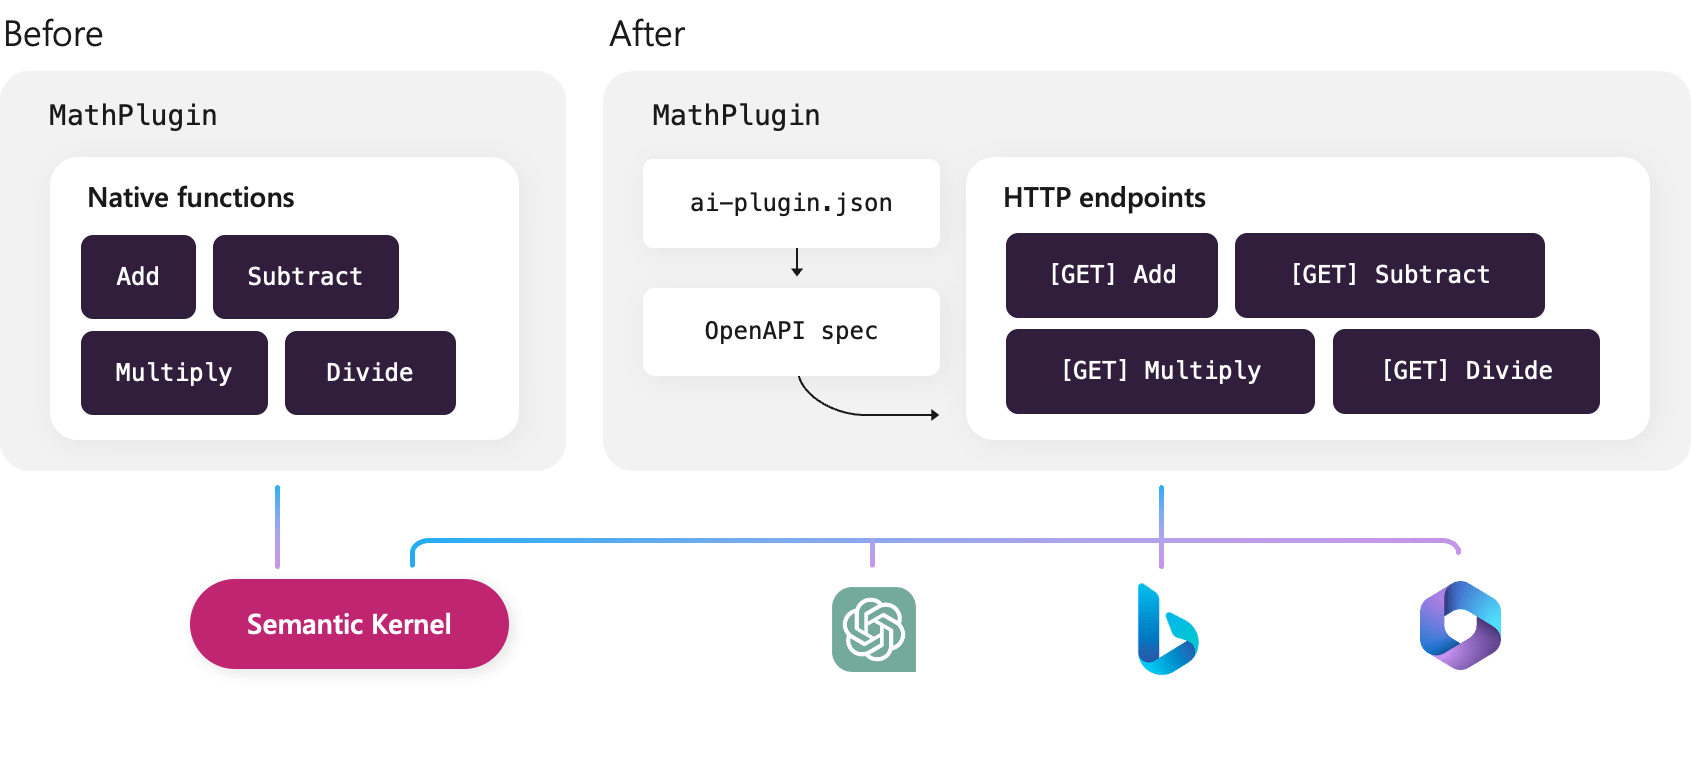 Before
MathPlugin
Native functions
Add
Subtract
Multiply
Divide
After
MathPlugin
ai-plugin.json
OpenAPI spec
HTTP endpoints
[GET] Add
[GET] Subtract
[GET] Multiply
[GET] Divide
Semantic Kernel